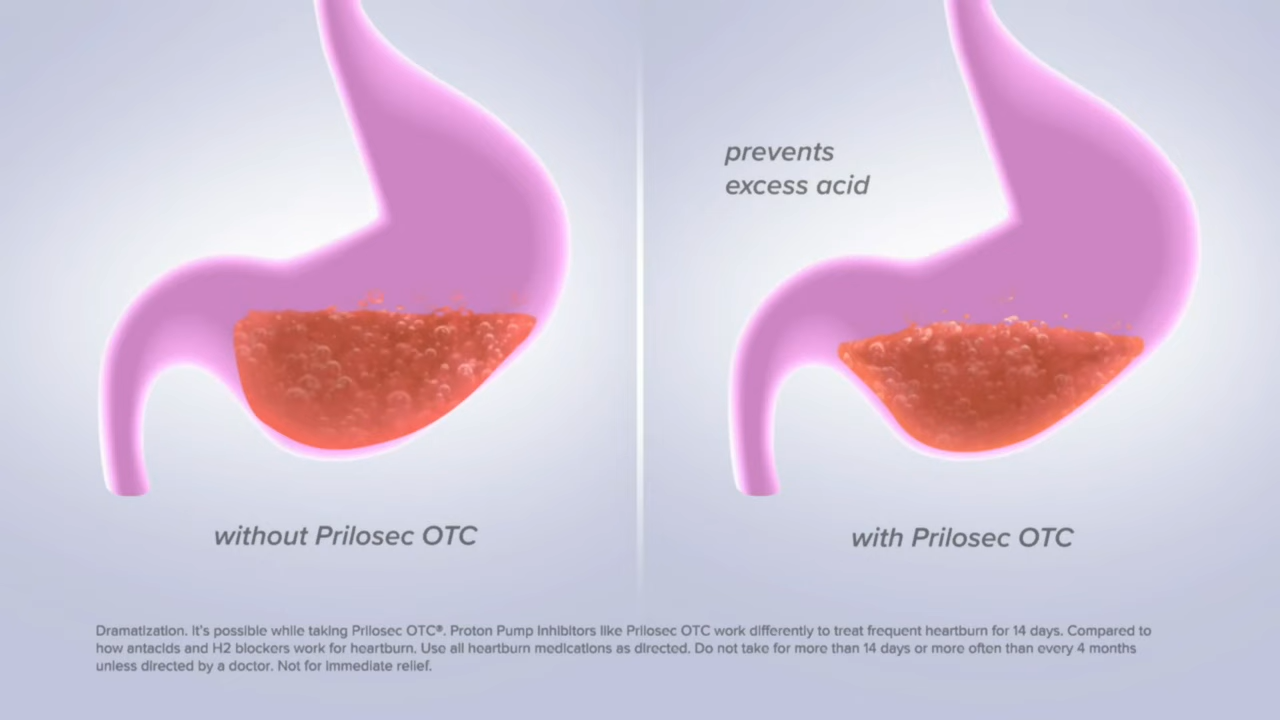 prevents
excess acid
without Prilosec OTC
with Prilosec OTC
Dramatization. It's possible while taking Prilosec OTC®. Proton Pump Inhibitors like Prilosec OTC work differently to treat frequent heartburn for 14 days. Compared to
how antacids and H2 blockers work for heartburn. Use all heartburn medications as directed. Do not take for more than 14 days or more often than every 4 months
unless directed by a doctor. Not for immediate relief.